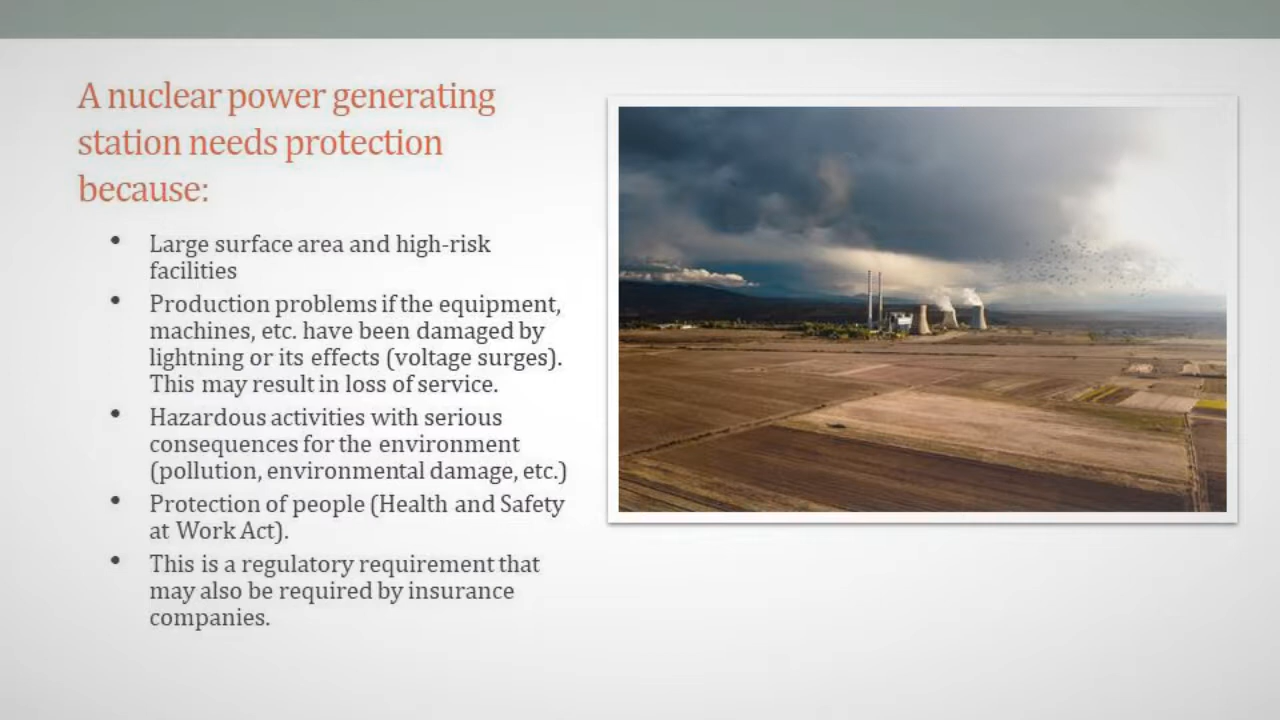 A nuclear power generating
station needs protection
because:
• Large surface area and high-risk
facilities
• Production problems if the equipment,
machines, etc. have been damaged by
lightning or its effects (voltage surges).
This may result in loss of service.
• Hazardous activities with serious
consequences for the environment
(pollution, environmental damage, etc.)
• Protection of people (Health and Safety
at Work Act).
• This is a regulatory requirement that
may also be required by insurance
companies.